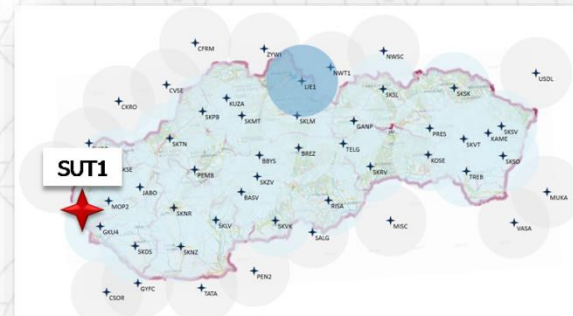 CFRM
ZYWI
NWSC
NWT1
USDL
LIE1
CVSE
SKSL
SKSK
CKRO
KUZA
SKPB
SKMT
SKLM
GANP
PRES
SKSV
KAME
SKVT
SKTN
BREZ
TELG
BBYS
KOSE
SKSO
SUT1
PEMB
SKRV
TREB
SKZV
JABO
BASV
MOP2
RISA
MUKA
SKNR
SKLV
SKVK
MISC
VASA
GKU4
SALG
SKDS
SKNZ
PEN2
GYFC
TATA
CSOR